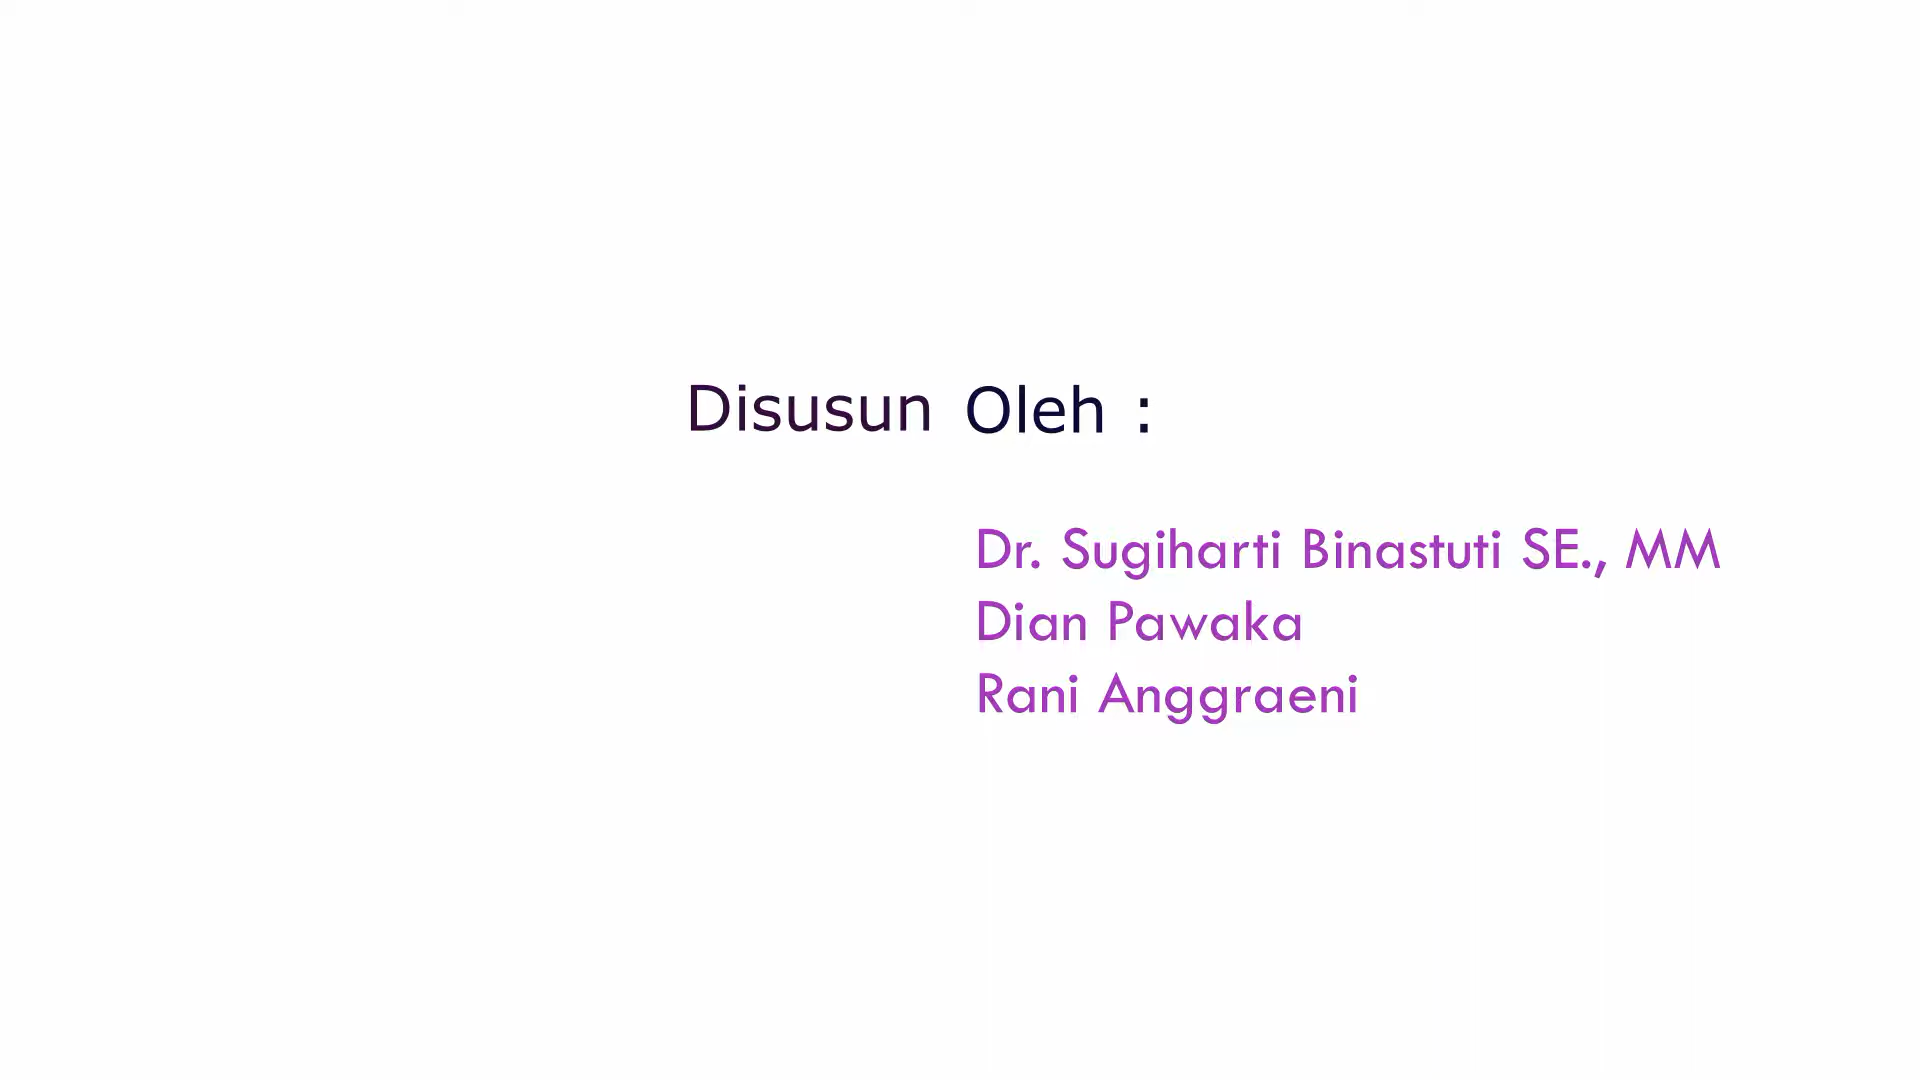 Disusun Oleh :
Dr. Sugiharti Binastuti SE., MM
Dian Pawaka
Rani Anggraeni